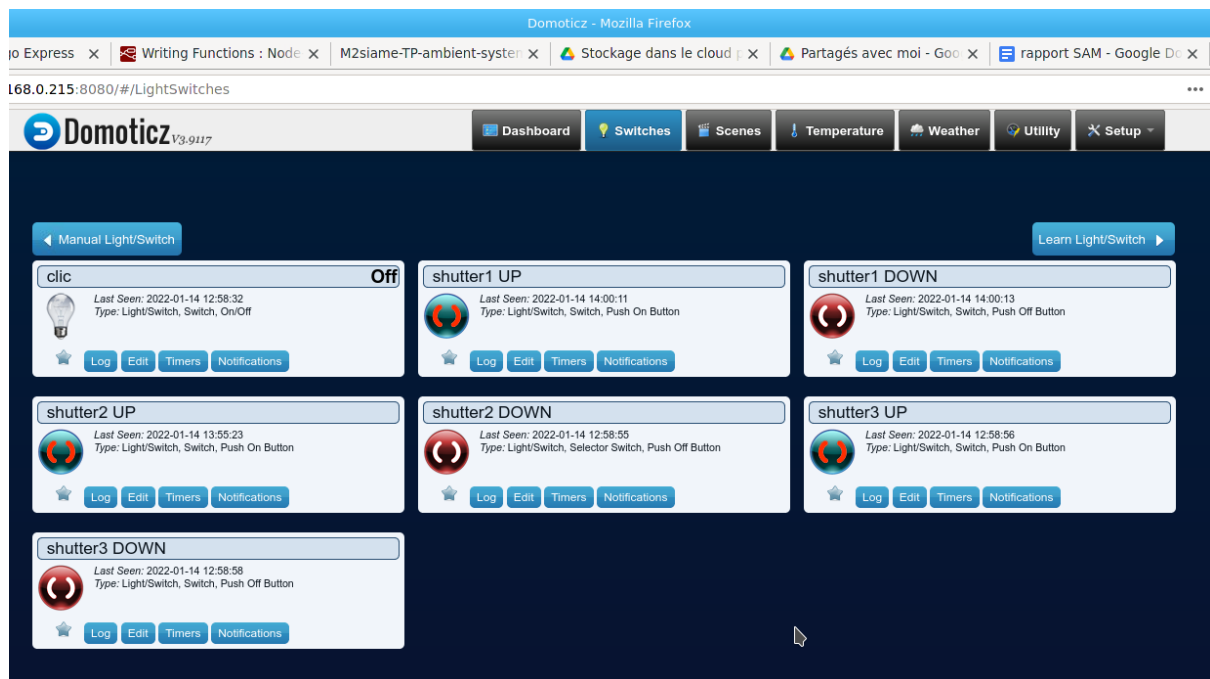 Domoticz - Mozilla Firefox
go Express Writing Functions : Node M2siame-TP-ambient-system Stockage dans le cloud p Partagés avec moi - Goo rapport SAM - Google Do
168.0.215:8080/#/LightSwitches
Domoticz V3.9117 Dashboard Switches Scenes Temperature Weather Utility Setup
Manual Light/Switch Learn Light/Switch
clic Off
Last Seen: 2022-01-14 12:58:32
Type: Light/Switch, Switch, On/Off
Log Edit Timers Notifications
shutter1 UP
Last Seen: 2022-01-14 14:00:11
Type: Light/Switch, Switch, Push On Button
Log Edit Timers Notifications
shutter1 DOWN
Last Seen: 2022-01-14 14:00:13
Type: Light/Switch, Switch, Push Off Button
Log Edit Timers Notifications
shutter2 UP
Last Seen: 2022-01-14 13:55:23
Type: Light/Switch, Switch, Push On Button
Log Edit Timers Notifications
shutter2 DOWN
Last Seen: 2022-01-14 12:58:55
Type: Light/Switch, Selector Switch, Push Off Button
Log Edit Timers Notifications
shutter3 UP
Last Seen: 2022-01-14 12:58:56
Type: Light/Switch, Switch, Push On Button
Log Edit Timers Notifications
shutter3 DOWN
Last Seen: 2022-01-14 12:58:58
Type: Light/Switch, Switch, Push Off Button
Log Edit Timers Notifications